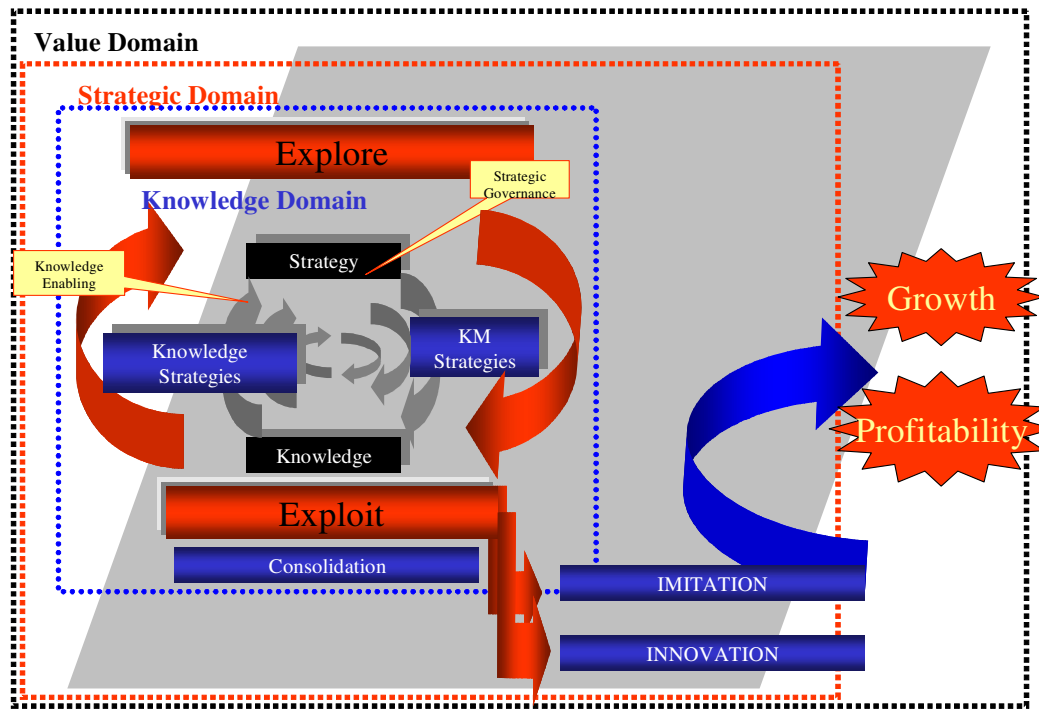 Value Domain
Strategic Domain
Explore
Strategic
Governance
Knowledge Domain
Strategy
Knowledge
Enabling
Growth
Knowledge
Strategies
KM
Strategies
Profitability
Knowledge
Exploit
Consolidation
IMITATION
INNOVATION